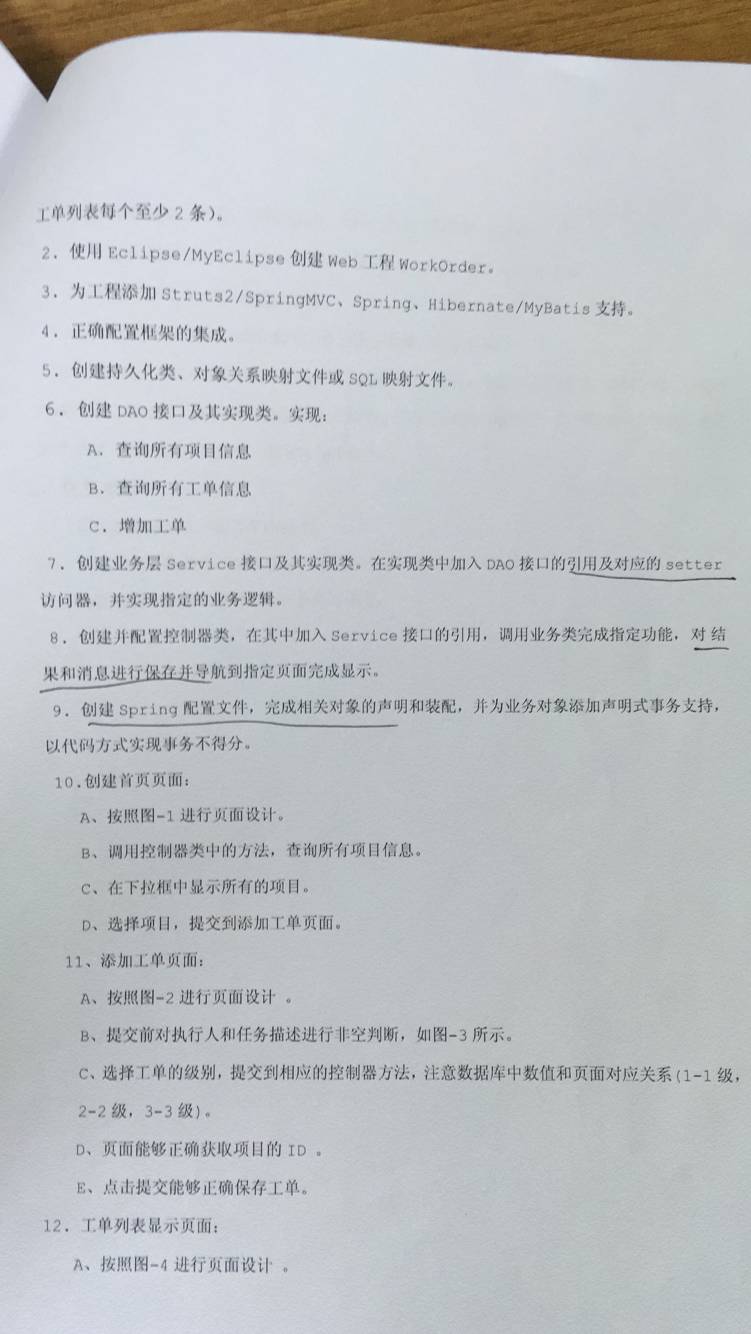 工单列表每个至少 2 条)。
2. 使用 Eclipse/MyEclipse 创建 Web 工程 WorkOrder。
3. 为工程添加 Struts2/SpringMVC、Spring、Hibernate/MyBatis 支持。
4. 正确配置框架的集成。
5. 创建持久化类、对象关系映射文件或 SQL 映射文件。
6. 创建 DAO 接口及其实现类。实现:
A. 查询所有项目信息
B. 查询所有工单信息
C. 增加工单
7. 创建业务层 Service 接口及其实现类。在实现类中加入 DAO 接口的引用及对应的 setter
访问器，并实现指定的业务逻辑。
8. 创建并配置控制器类，在其中加入 Service 接口的引用，调用业务类完成指定功能，对 结
果和消息进行保存并导航到指定页面完成显示。
9. 创建 Spring 配置文件，完成相关对象的声明和装配，并为业务对象添加声明式事务支持，
以代码方式实现事务不得分。
10.创建首页页面:
A、按照图-1 进行页面设计。
B、调用控制器类中的方法，查询所有项目信息。
C、在下拉框中显示所有的项目。
D、选择项目，提交到添加工单页面。
11、添加工单页面:
A、按照图-2 进行页面设计 。
B、提交前对执行人和任务描述进行非空判断，如图-3 所示。
C、选择工单的级别，提交到相应的控制器方法，注意数据库中数值和页面对应关系(1-1 级，
2-2 级，3-3 级)。
D、页面能够正确获取项目的 ID 。
E、点击提交能够正确保存工单。
12. 工单列表显示页面:
A、按照图-4 进行页面设计 。